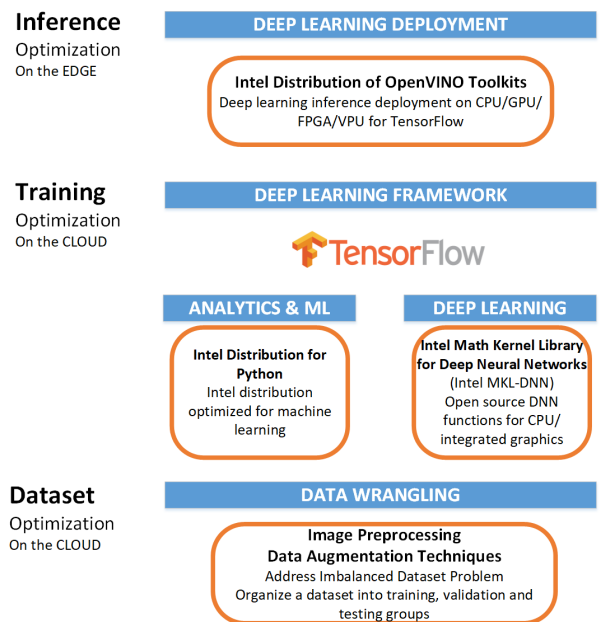 Inference
Optimization
On the EDGE
DEEP LEARNING DEPLOYMENT
Intel Distribution of OpenVINO Toolkits
Deep learning inference deployment on CPU/GPU/
FPGA/VPU for TensorFlow
Training
Optimization
On the CLOUD
DEEP LEARNING FRAMEWORK
TensorFlow
ANALYTICS & ML
Intel Distribution for
Python
Intel distribution
optimized for machine
learning
DEEP LEARNING
Intel Math Kernel Library
for Deep Neural Networks
(Intel MKL-DNN)
Open source DNN
functions for CPU/
integrated graphics
Dataset
Optimization
On the CLOUD
DATA WRANGLING
Image Preprocessing
Data Augmentation Techniques
Address Imbalanced Dataset Problem
Organize a dataset into training, validation and
testing groups